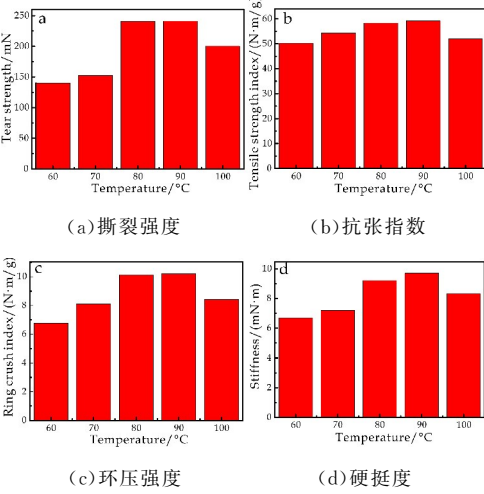 a
Tear strength/mN
250
200
150
100
50
0
60 70 80 90 100
Temperature/°C
(a)撕裂强度
b
Tensile strength index/(N·m/g)
60
50
40
30
20
10
0
60 70 80 90 100
Temperature/°C
(b)抗张指数
c
Ring crush index/(N·m/g)
10
8
6
4
2
0
60 70 80 90 100
Temperature/°C
(c)环压强度
d
Stiffness/(mN·m)
10
8
6
4
2
0
60 70 80 90 100
Temperature/°C
(d)硬挺度